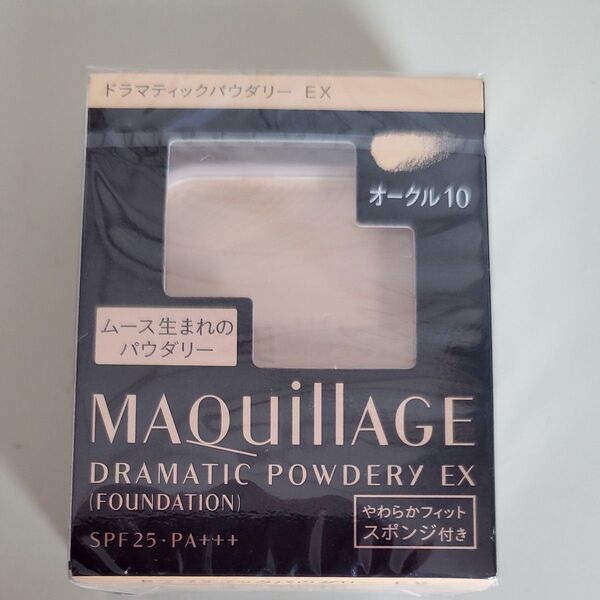 ドラマティックパウダリー EX
オークル10
ムース生まれの
パウダリー
MAQuillAGE
DRAMATIC POWDERY EX
(FOUNDATION)
SPF25・PA+++
やわらかフィット
スポンジ付き